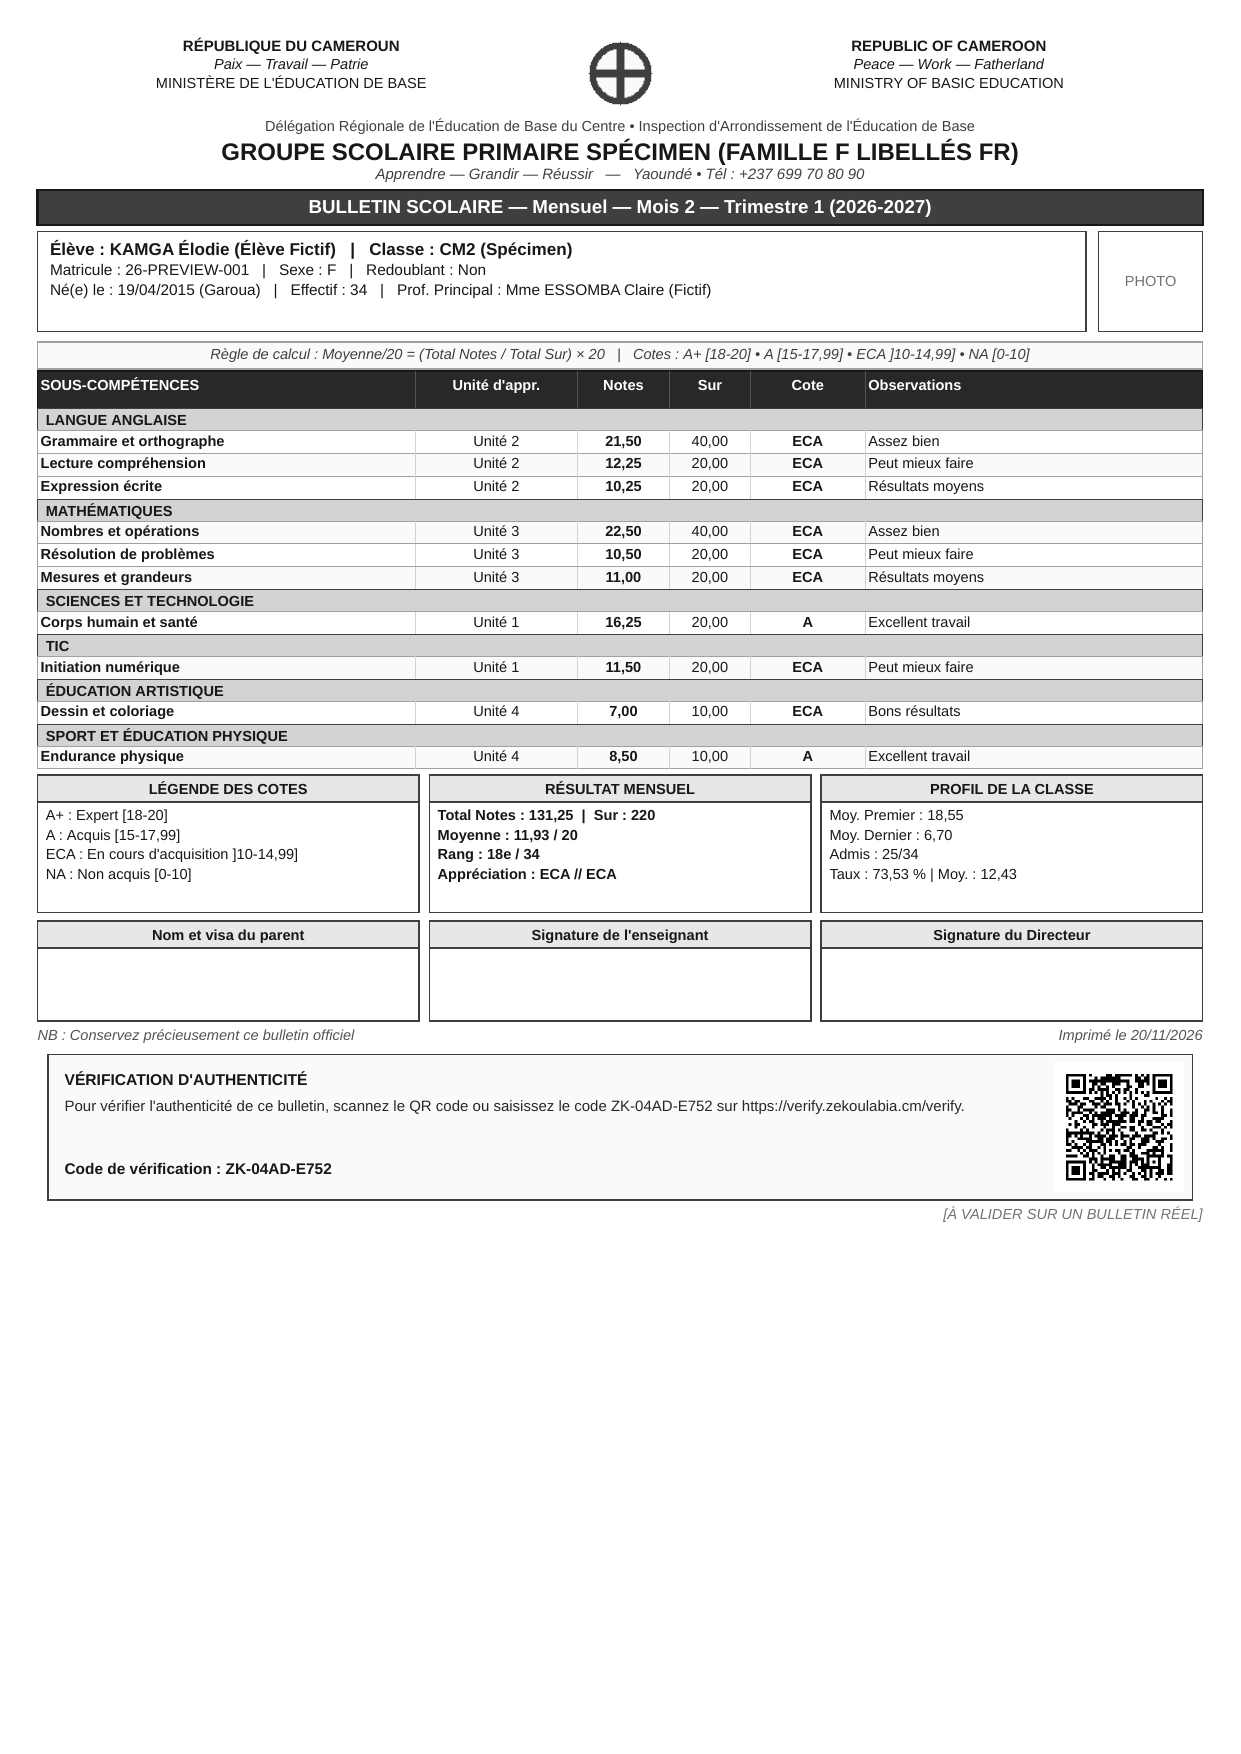 RÉPUBLIQUE DU CAMEROUN
Paix — Travail — Patrie
MINISTÈRE DE L'ÉDUCATION DE BASE
REPUBLIC OF CAMEROON
Peace — Work — Fatherland
MINISTRY OF BASIC EDUCATION
Délégation Régionale de l'Éducation de Base du Centre • Inspection d'Arrondissement de l'Éducation de Base
GROUPE SCOLAIRE PRIMAIRE SPÉCIMEN (FAMILLE F LIBELLÉS FR)
Apprendre — Grandir — Réussir — Yaoundé • Tél : +237 699 70 80 90
BULLETIN SCOLAIRE — Mensuel — Mois 2 — Trimestre 1 (2026-2027)
Élève : KAMGA Élodie (Élève Fictif) | Classe : CM2 (Spécimen)
Matricule : 26-PREVIEW-001 | Sexe : F | Redoublant : Non
Né(e) le : 19/04/2015 (Garoua) | Effectif : 34 | Prof. Principal : Mme ESSOMBA Claire (Fictif)
PHOTO
Règle de calcul : Moyenne/20 = (Total Notes / Total Sur) × 20 | Cotes : A+ [18-20] • A [15-17,99] • ECA ]10-14,99] • NA [0-10]
SOUS-COMPÉTENCES Unité d'appr. Notes Sur Cote Observations
LANGUE ANGLAISE
Grammaire et orthographe Unité 2 21,50 40,00 ECA Assez bien
Lecture compréhension Unité 2 12,25 20,00 ECA Peut mieux faire
Expression écrite Unité 2 10,25 20,00 ECA Résultats moyens
MATHÉMATIQUES
Nombres et opérations Unité 3 22,50 40,00 ECA Assez bien
Résolution de problèmes Unité 3 10,50 20,00 ECA Peut mieux faire
Mesures et grandeurs Unité 3 11,00 20,00 ECA Résultats moyens
SCIENCES ET TECHNOLOGIE
Corps humain et santé Unité 1 16,25 20,00 A Excellent travail
TIC
Initiation numérique Unité 1 11,50 20,00 ECA Peut mieux faire
ÉDUCATION ARTISTIQUE
Dessin et coloriage Unité 4 7,00 10,00 ECA Bons résultats
SPORT ET ÉDUCATION PHYSIQUE
Endurance physique Unité 4 8,50 10,00 A Excellent travail
LÉGENDE DES COTES
A+ : Expert [18-20]
A : Acquis [15-17,99]
ECA : En cours d'acquisition ]10-14,99]
NA : Non acquis [0-10]
RÉSULTAT MENSUEL
Total Notes : 131,25 | Sur : 220
Moyenne : 11,93 / 20
Rang : 18e / 34
Appréciation : ECA // ECA
PROFIL DE LA CLASSE
Moy. Premier : 18,55
Moy. Dernier : 6,70
Admis : 25/34
Taux : 73,53 % | Moy. : 12,43
Nom et visa du parent
Signature de l'enseignant
Signature du Directeur
NB : Conservez précieusement ce bulletin officiel
Imprimé le 20/11/2026
VÉRIFICATION D'AUTHENTICITÉ
Pour vérifier l'authenticité de ce bulletin, scannez le QR code ou saisissez le code ZK-04AD-E752 sur https://verify.zekoulabia.cm/verify.
Code de vérification : ZK-04AD-E752
[À VALIDER SUR UN BULLETIN RÉEL]